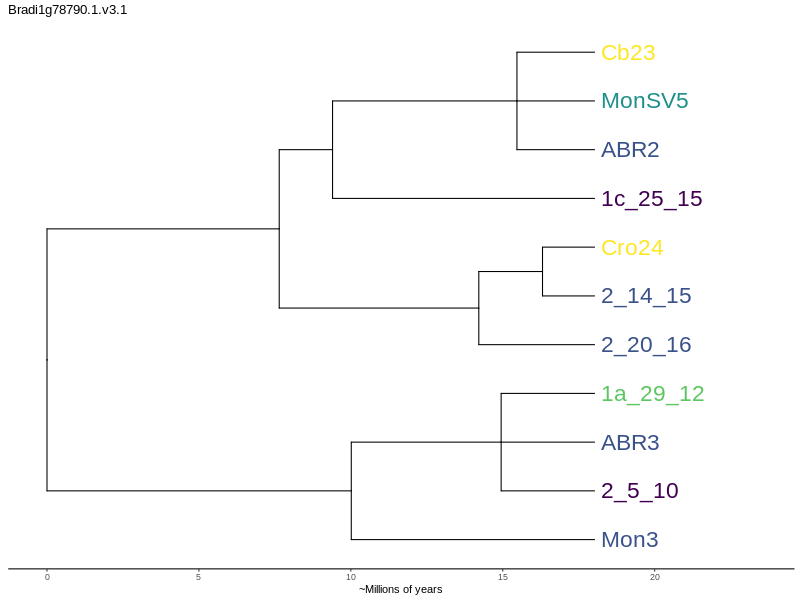 Bradi1g78790.1.v3.1
Cb23
MonSV5
ABR2
1c_25_15
Cro24
2_14_15
2_20_16
1a_29_12
ABR3
2_5_10
Mon3
0 5 10 15 20
~Millions of years